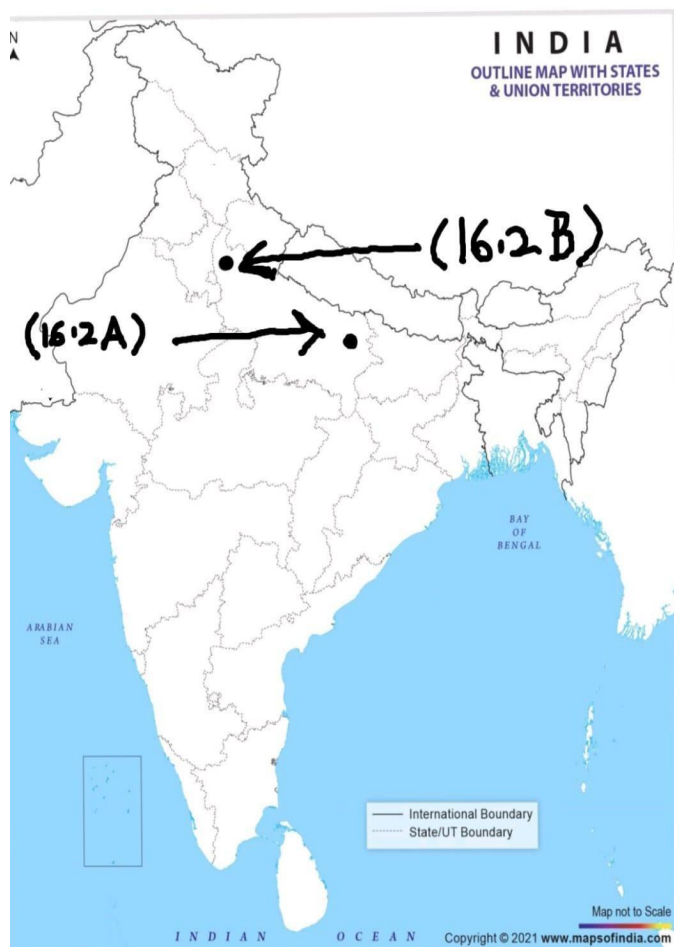 N
INDIA
OUTLINE MAP WITH STATES
& UNION TERRITORIES
(16.2B)
(16.2A)
BAY
OF
BENGAL
ARABIAN
SEA
International Boundary
State/UT Boundary
Map not to Scale
INDIAN OCEAN
Copyright © 2021 www.mapsofindia.com